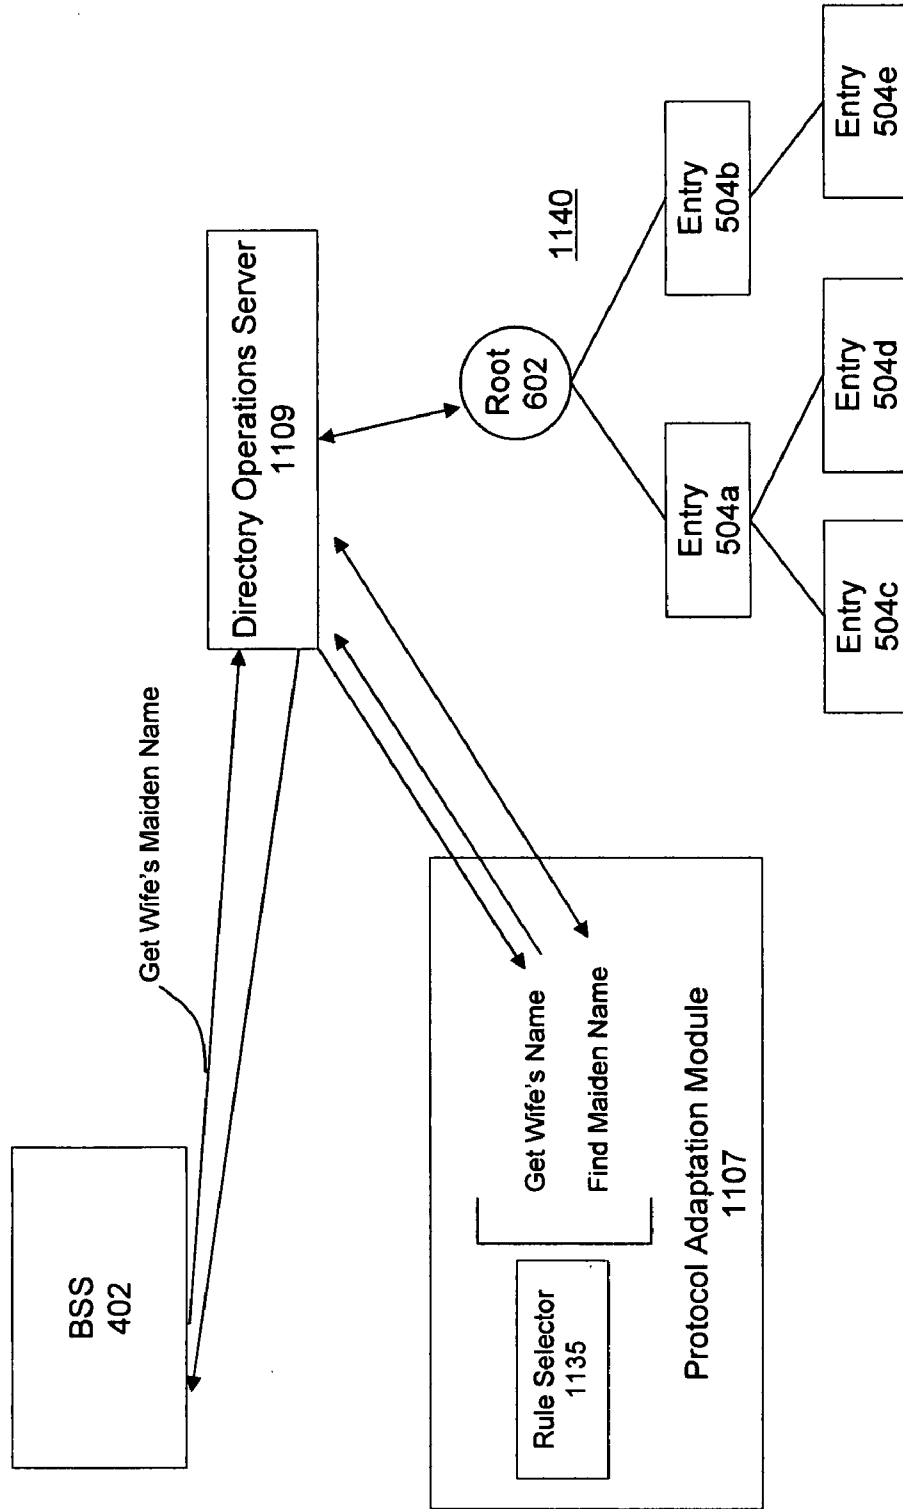 BSS
402
Get Wife's Maiden Name
Directory Operations Server
1109
Rule Selector
1135
Get Wife's Name
Find Maiden Name
Protocol Adaptation Module
1107
Root
602
1140
Entry
504a
Entry
504b
Entry
504c
Entry
504d
Entry
504e